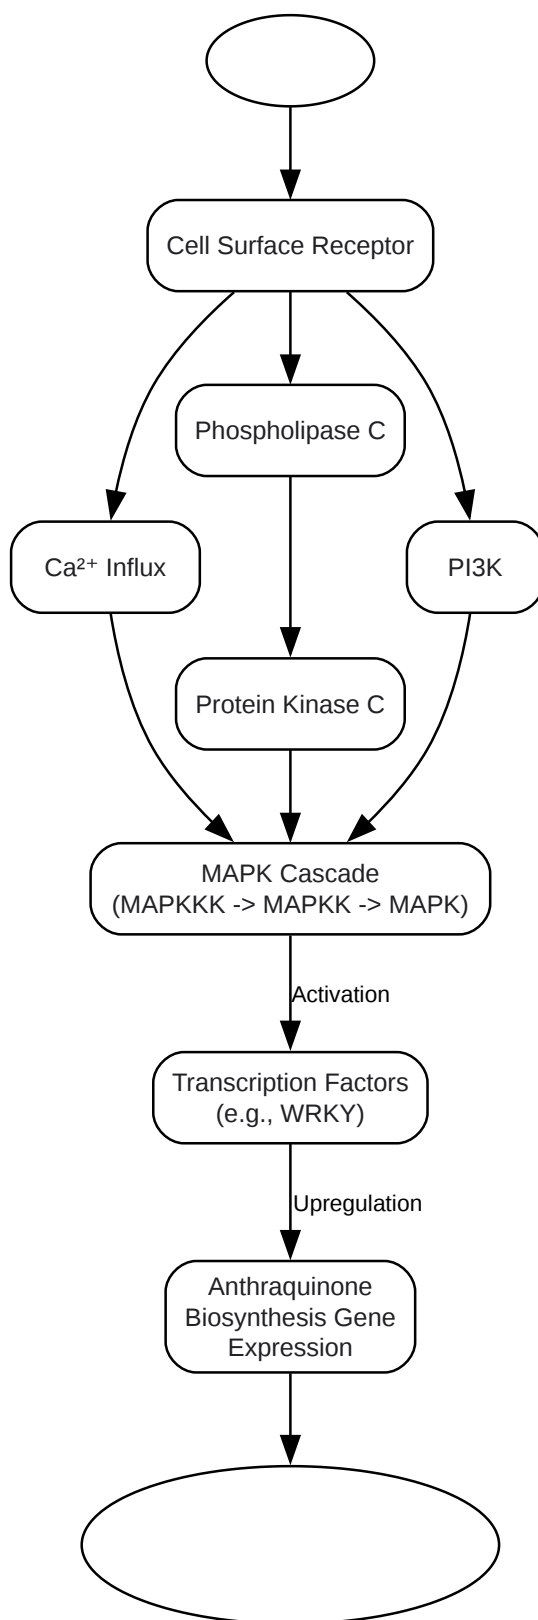 Cell Surface Receptor
Phospholipase C
Ca²⁺ Influx
PI3K
Protein Kinase C
MAPK Cascade
(MAPKKK -> MAPKK -> MAPK)
Activation
Transcription Factors
(e.g., WRKY)
Upregulation
Anthraquinone
Biosynthesis Gene
Expression